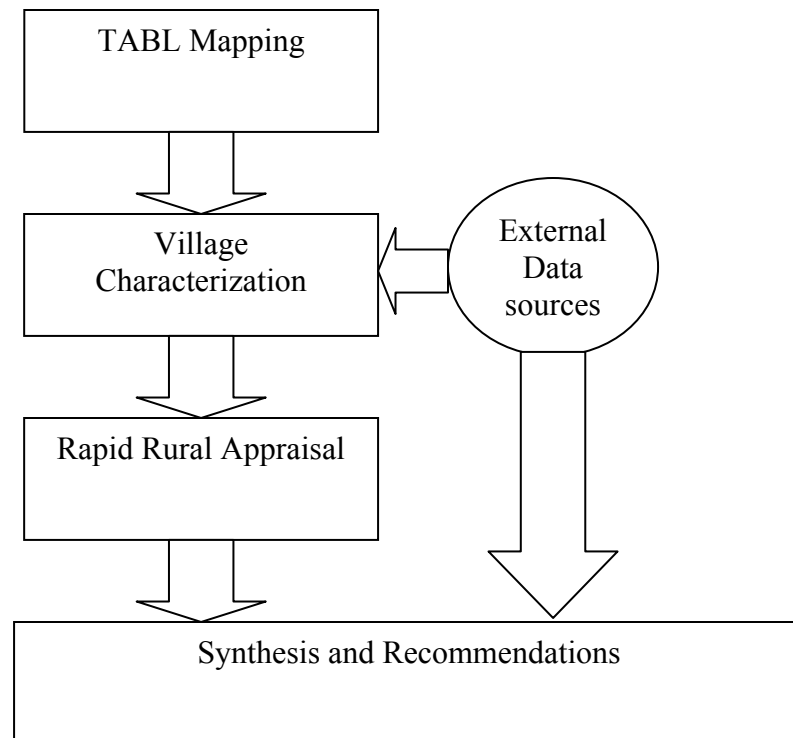 TABL Mapping
Village
Characterization
External
Data
sources
Rapid Rural Appraisal
Synthesis and Recommendations